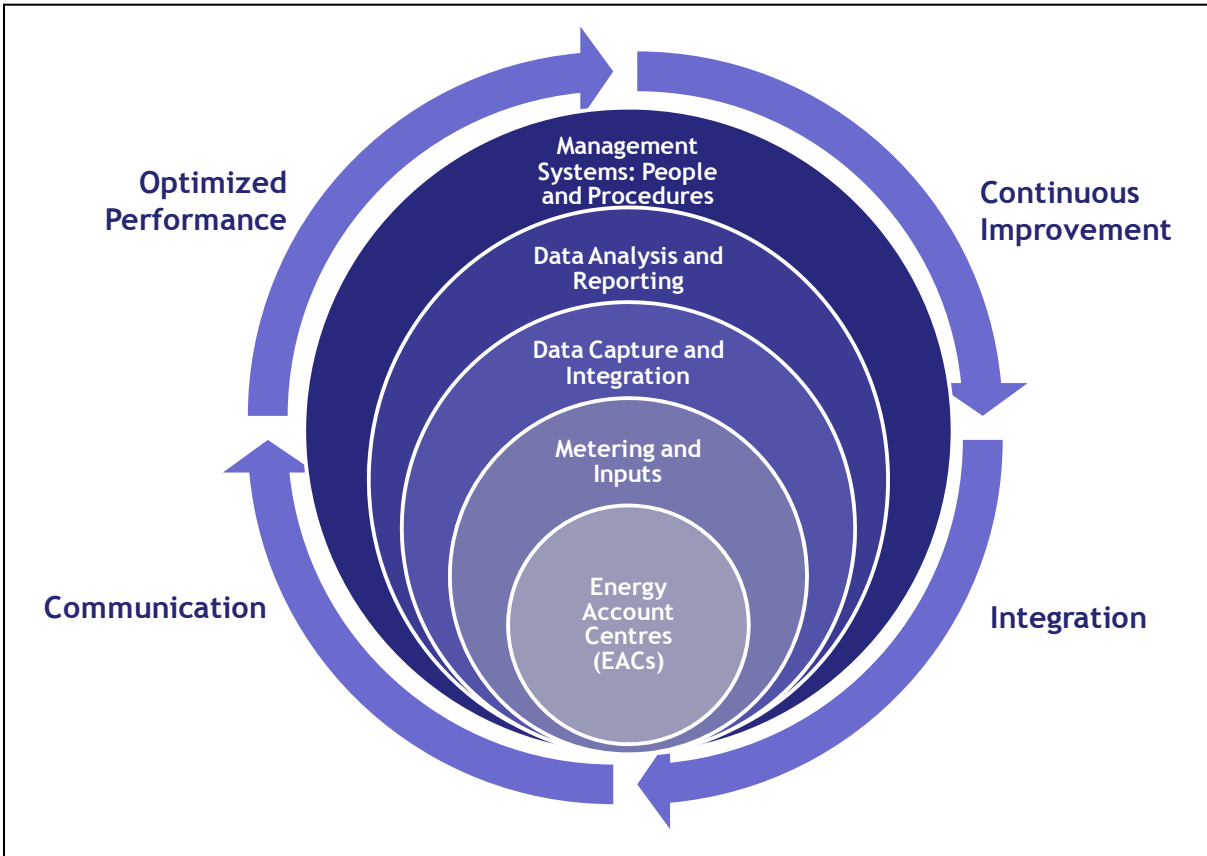 Management
Systems: People
and Procedures
Optimized
Performance
Continuous
Improvement
Data Analysis and
Reporting
Data Capture and
Integration
Metering and
Inputs
Energy
Account
Centres
(EACs)
Communication
Integration